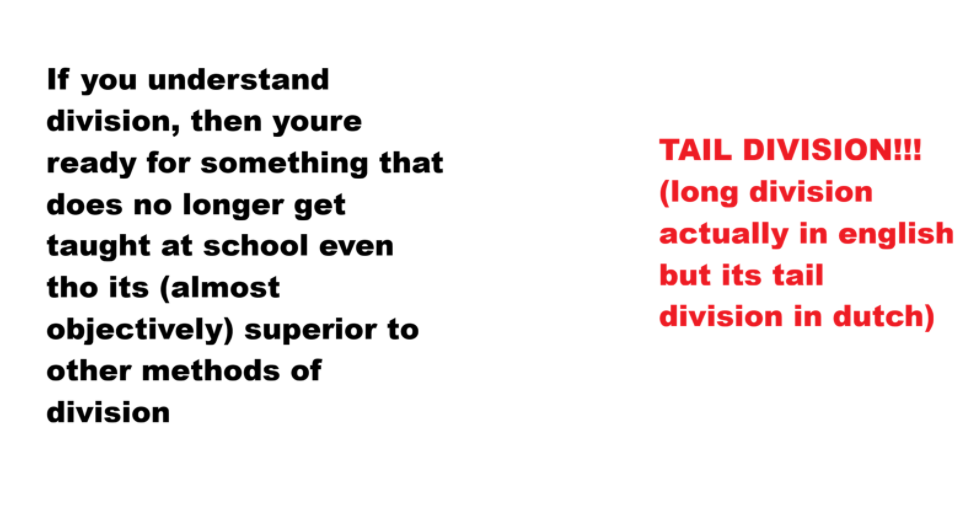 If you understand
division, then youre
ready for something that
does no longer get
taught at school even
tho its (almost
objectively) superior to
other methods of
division
TAIL DIVISION!!!
(long division
actually in english
but its tail
division in dutch)